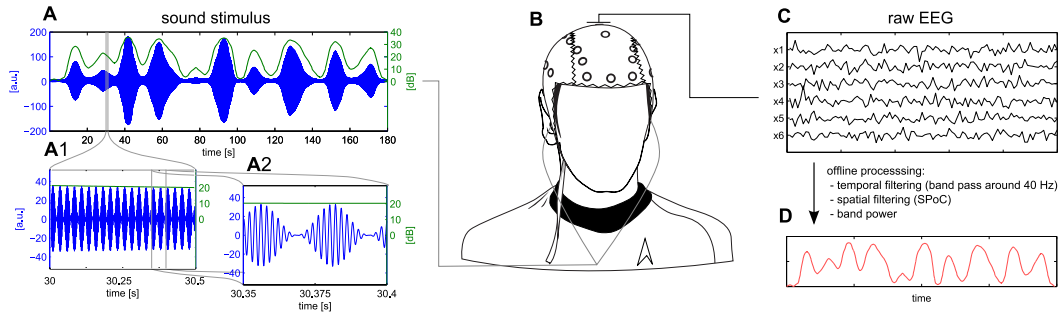 A
sound stimulus
200
100
0
−100
−200
[a.u.]
40
30
20
10
0
[dB]
0 20 40 60 80 100 120 140 160 180
time [s]
A1
40
20
0
−20
−40
[a.u.]
20
10
0
30 30.25 30.5
time [s]
A2
40
20
0
−20
−40
20
10
0
[dB]
30.35 30.375 30.4
time [s]
B
C
raw EEG
x1
x2
x3
x4
x5
x6
offline processsing:
- temporal filtering (band pass around 40 Hz)
- spatial filtering (SPoC)
- band power
D
time